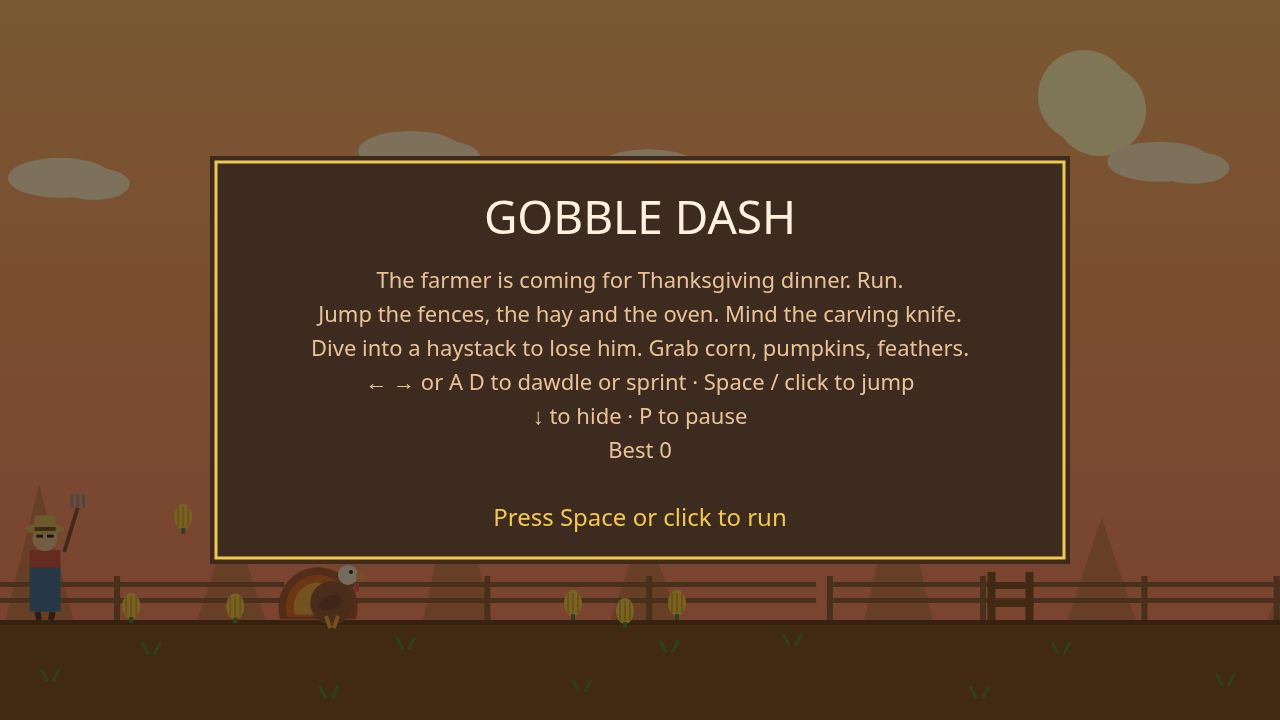 GOBBLE DASH
The farmer is coming for Thanksgiving dinner. Run.
Jump the fences, the hay and the oven. Mind the carving knife.
Dive into a haystack to lose him. Grab corn, pumpkins, feathers.
← → or A D to dawdle or sprint · Space / click to jump
↓ to hide · P to pause
Best 0
Press Space or click to run